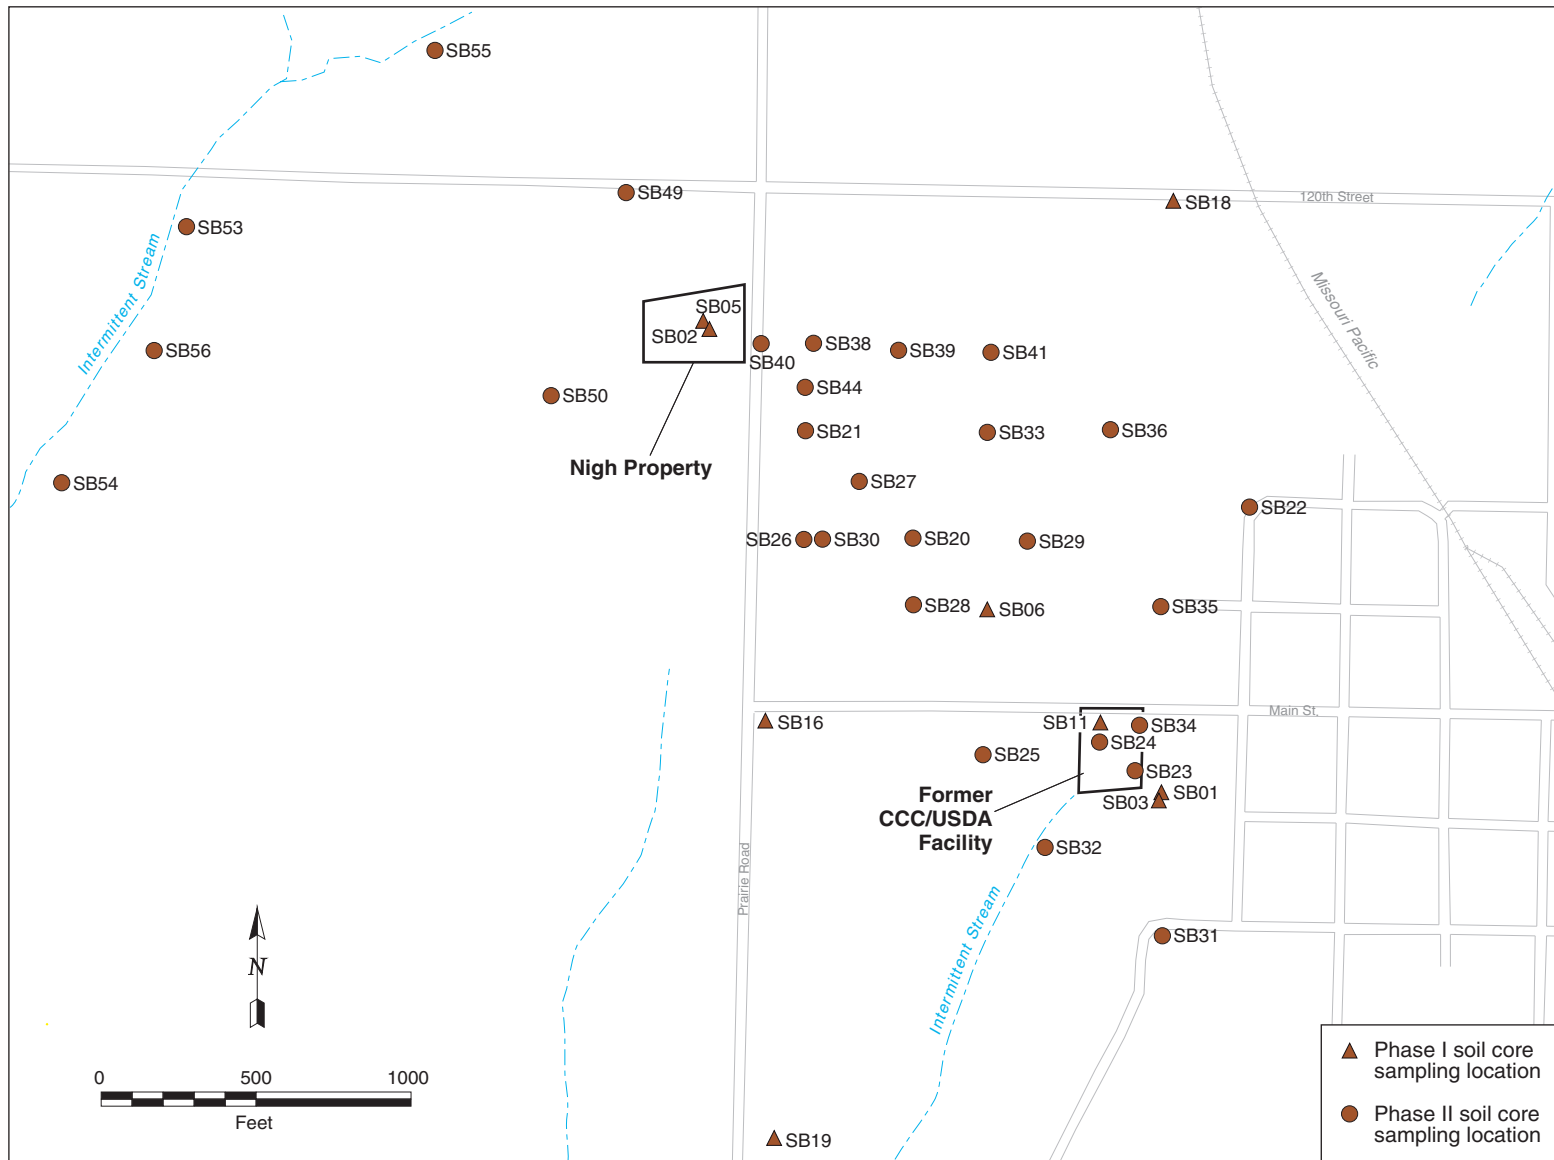 SB55
SB49
SB18
120th Street
SB53
Intermittent Stream
Missouri Pacific
SB05
SB02
SB56
SB40
SB38
SB39
SB41
SB44
SB50
SB21
SB33
SB36
Nigh Property
SB54
SB27
SB22
SB26
SB30
SB20
SB29
SB28
SB06
SB35
Main St.
SB16
SB11
SB34
SB24
SB25
SB23
SB01
SB03
Former
CCC/USDA
Facility
SB32
Prairie Road
Intermittent Stream
SB31
N
0 500 1000
Feet
SB19
Phase I soil core
sampling location
Phase II soil core
sampling location